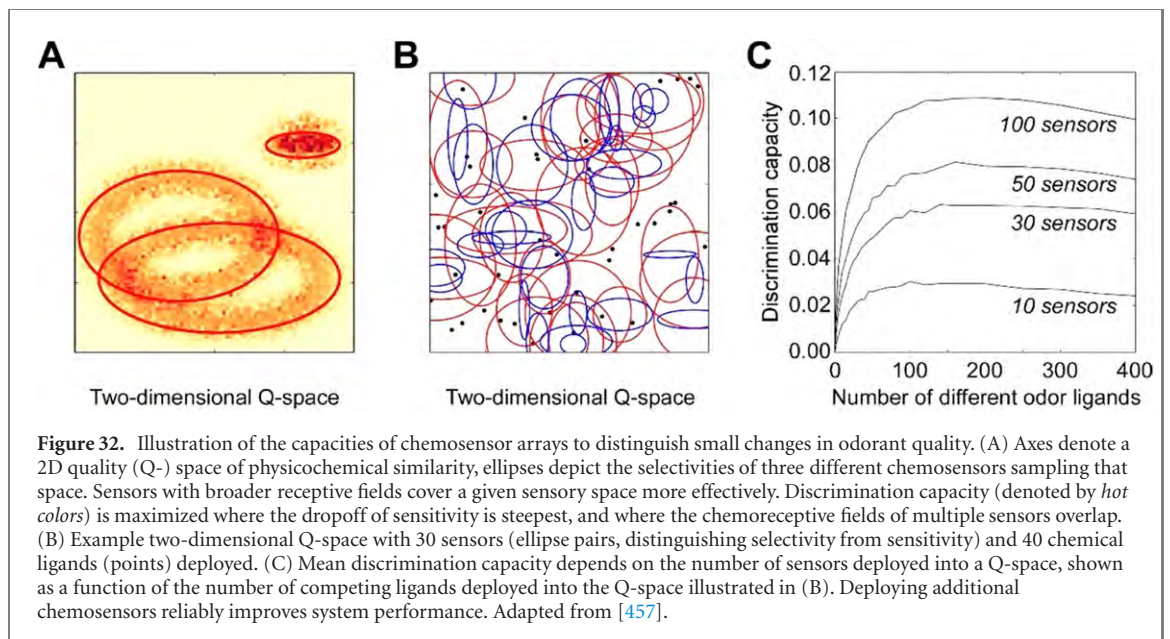 A
B
C
Two-dimensional Q-space
Two-dimensional Q-space
Discrimination capacity
0.12
0.10
0.08
0.06
0.04
0.02
0.00
100 sensors
50 sensors
30 sensors
10 sensors
0 100 200 300 400
Number of different odor ligands
Figure 32. Illustration of the capacities of chemosensor arrays to distinguish small changes in odorant quality. (A) Axes denote a
2D quality (Q-) space of physicochemical similarity, ellipses depict the selectivities of three different chemosensors sampling that
space. Sensors with broader receptive fields cover a given sensory space more effectively. Discrimination capacity (denoted by hot
colors) is maximized where the dropoff of sensitivity is steepest, and where the chemoreceptive fields of multiple sensors overlap.
(B) Example two-dimensional Q-space with 30 sensors (ellipse pairs, distinguishing selectivity from sensitivity) and 40 chemical
ligands (points) deployed. (C) Mean discrimination capacity depends on the number of sensors deployed into a Q-space, shown
as a function of the number of competing ligands deployed into the Q-space illustrated in (B). Deploying additional
chemosensors reliably improves system performance. Adapted from [457].